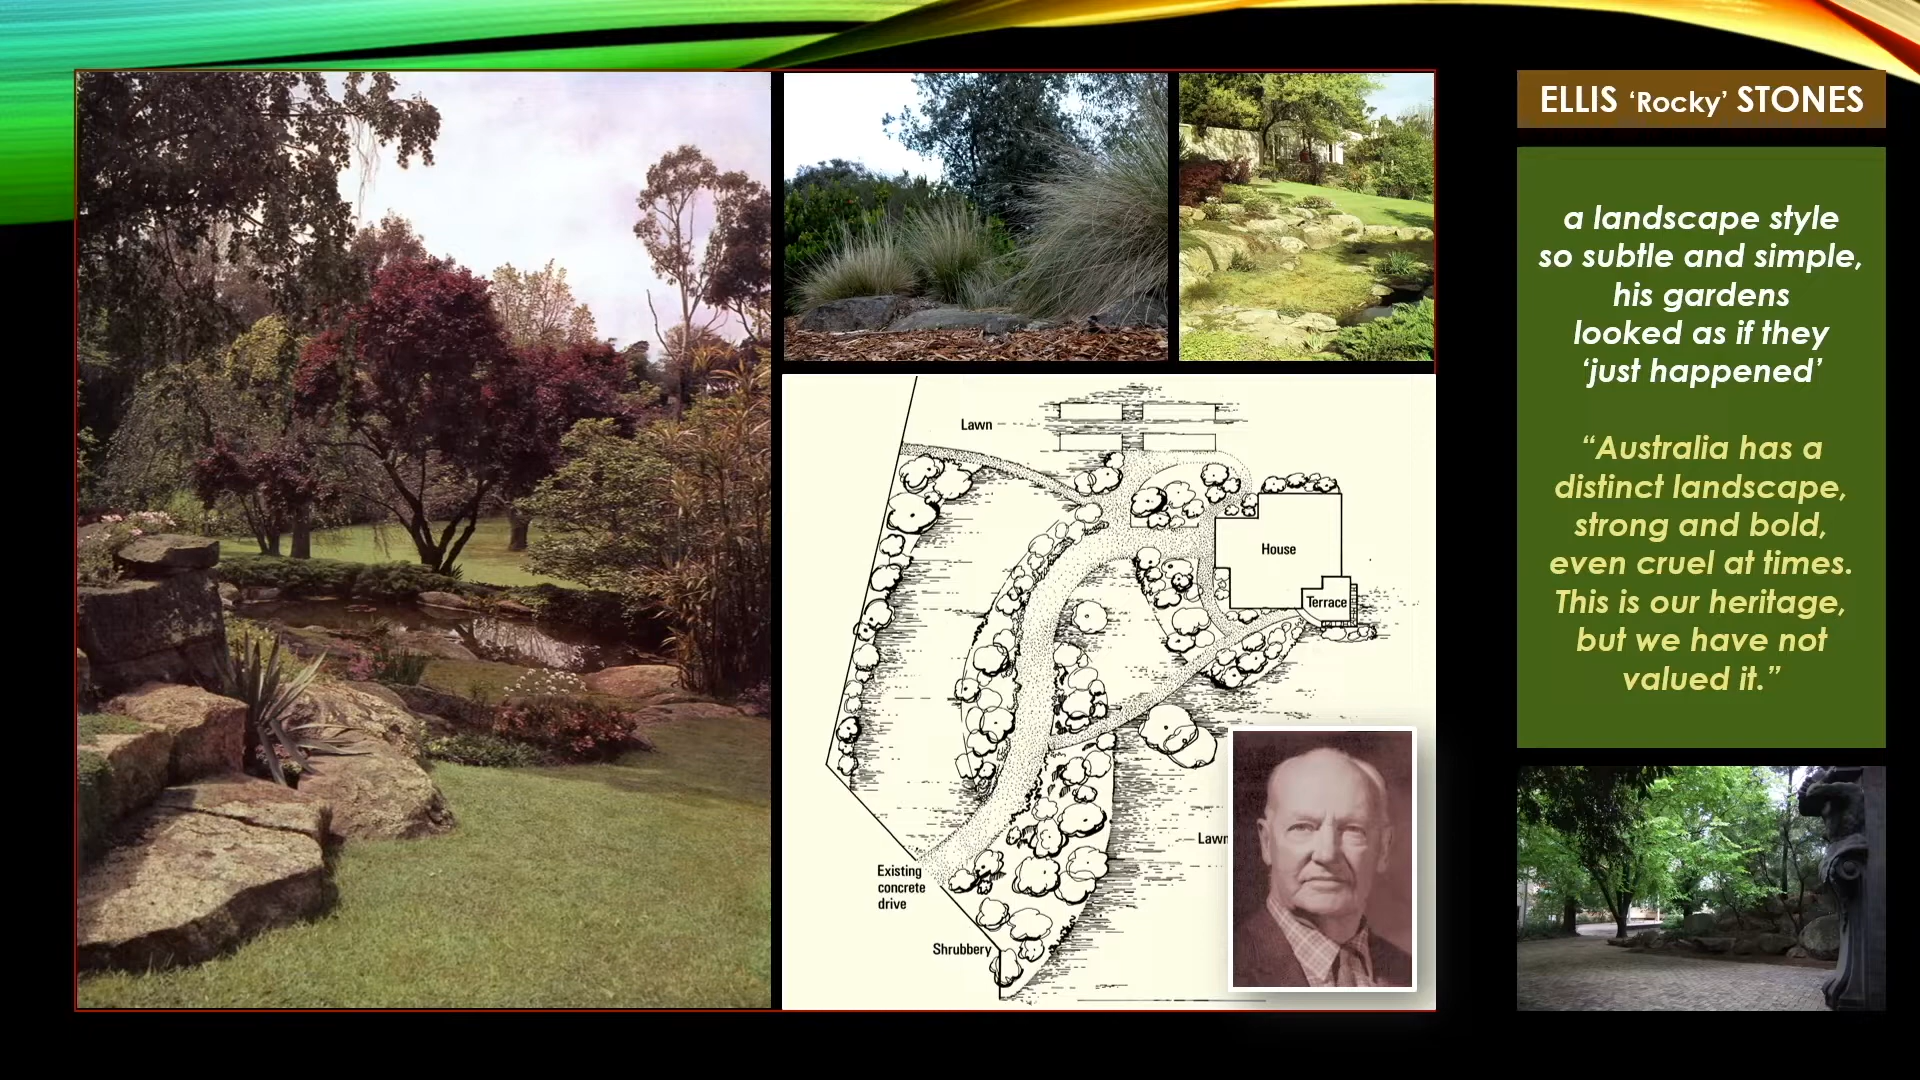 ELLIS ‘Rocky’ STONES
a landscape style
so subtle and simple,
his gardens
looked as if they
‘just happened’
“Australia has a
distinct landscape,
strong and bold,
even cruel at times.
This is our heritage,
but we have not
valued it.”
Lawn
House
Terrace
Lawn
Existing
concrete
drive
Shrubbery